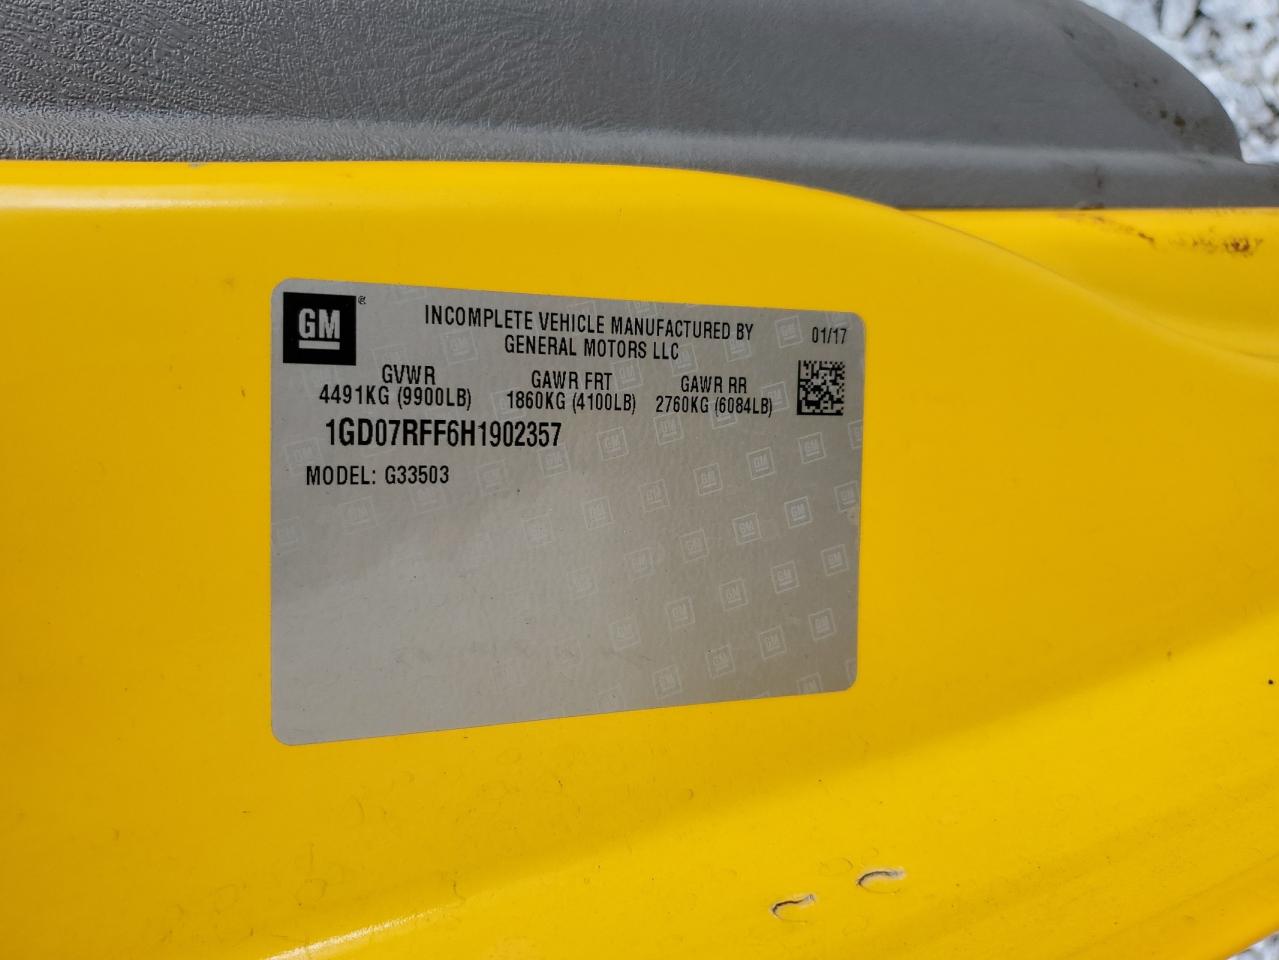 GM®
INCOMPLETE VEHICLE MANUFACTURED BY
GENERAL MOTORS LLC
01/17
GVWR GAWR FRT GAWR RR
4491KG (9900LB) 1860KG (4100LB) 2760KG (6084LB)
1GD07RFF6H1902357
MODEL: G33503